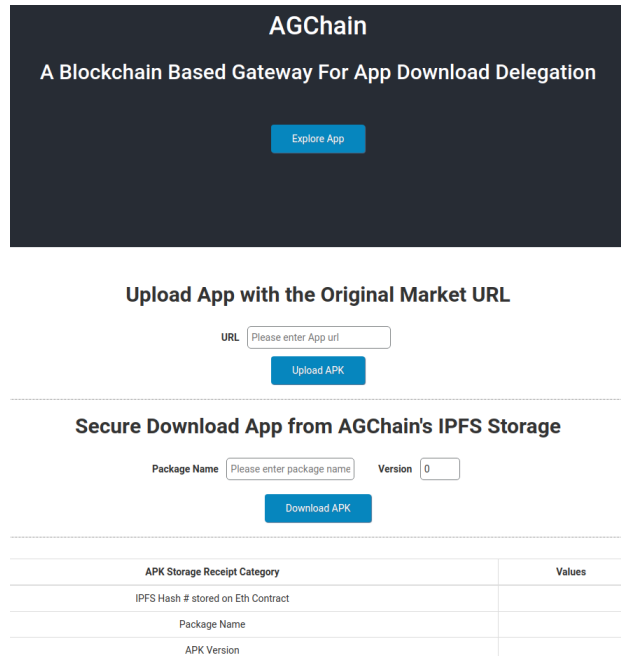 AGChain
A Blockchain Based Gateway For App Download Delegation
Explore App
Upload App with the Original Market URL
URL Please enter App url
Upload APK
Secure Download App from AGChain's IPFS Storage
Package Name Please enter package name Version 0
Download APK
APK Storage Receipt Category Values
IPFS Hash # stored on Eth Contract
Package Name
APK Version